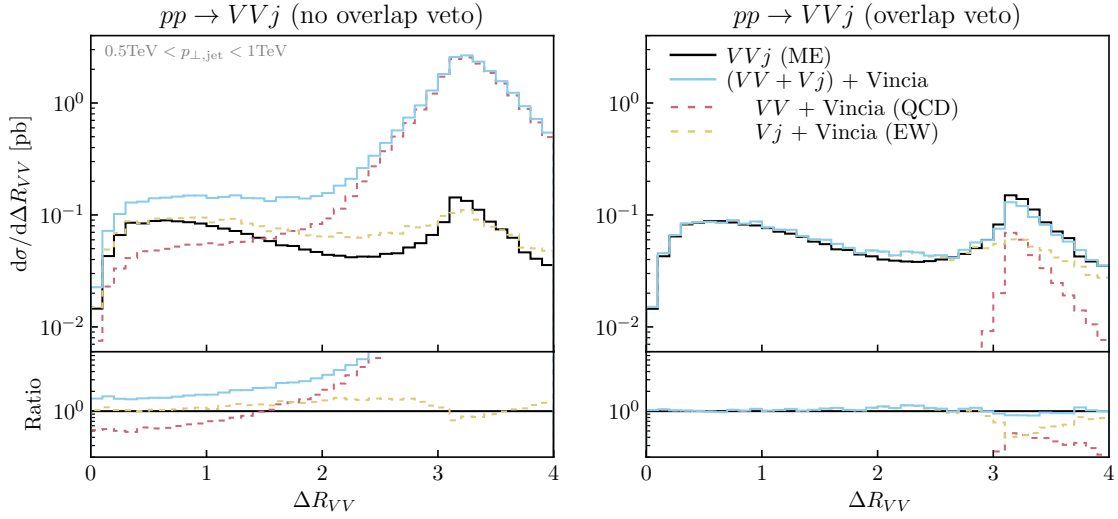 pp → VVj (no overlap veto)
0.5TeV < p⊥,jet < 1TeV
dσ/dΔR_VV [pb]
10^0
10^−1
10^−2
Ratio
10^0
0 1 2 3 4
ΔR_VV
pp → VVj (overlap veto)
VVj (ME)
(VV + Vj) + Vincia
VV + Vincia (QCD)
Vj + Vincia (EW)
10^0
10^−1
10^−2
10^0
0 1 2 3 4
ΔR_VV